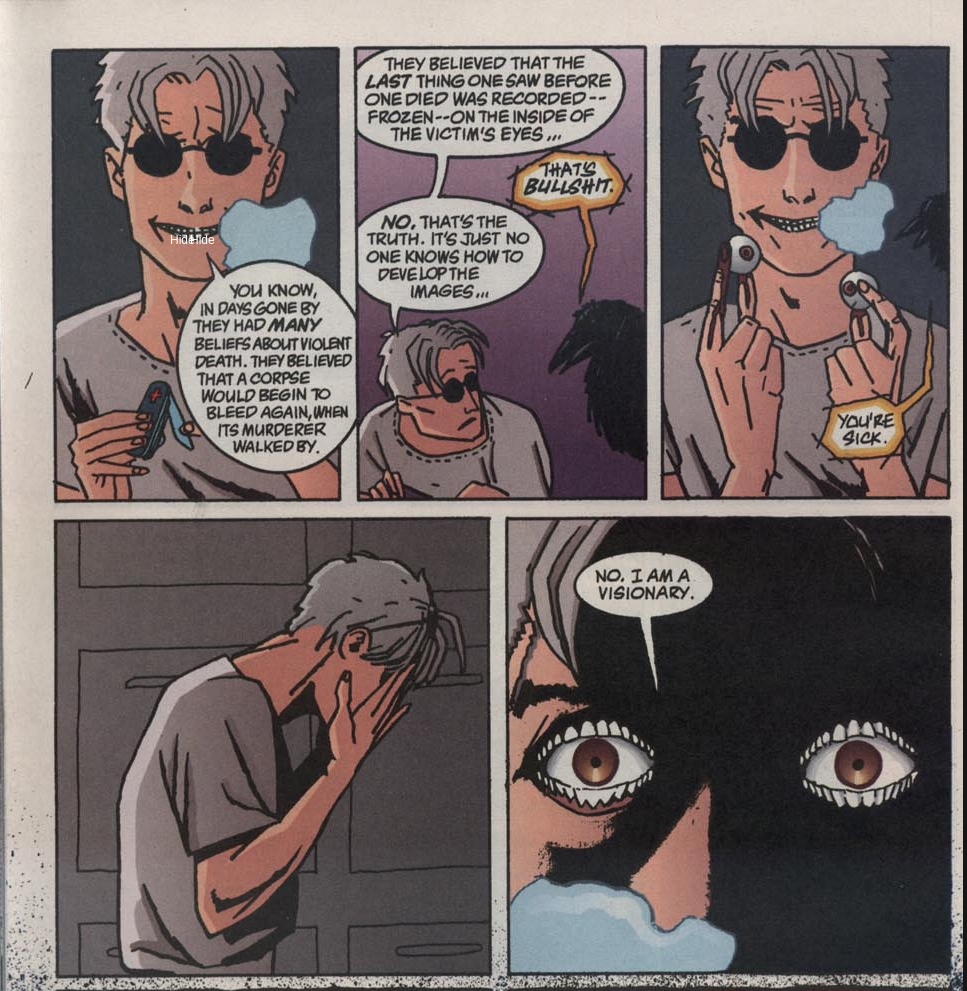 YOU KNOW,
IN DAYS GONE BY
THEY HAD MANY
BELIEFS ABOUT VIOLENT
DEATH. THEY BELIEVED
THAT A CORPSE
WOULD BEGIN TO
BLEED AGAIN, WHEN
ITS MURDERER
WALKED BY.
THEY BELIEVED THAT THE
LAST THING ONE SAW BEFORE
ONE DIED WAS RECORDED--
FROZEN--ON THE INSIDE OF
THE VICTIM'S EYES...
THAT'S
BULLSHIT.
NO, THAT'S THE
TRUTH. IT'S JUST NO
ONE KNOWS HOW TO
DEVELOP THE
IMAGES...
YOU'RE
SICK.
NO. I AM A
VISIONARY.